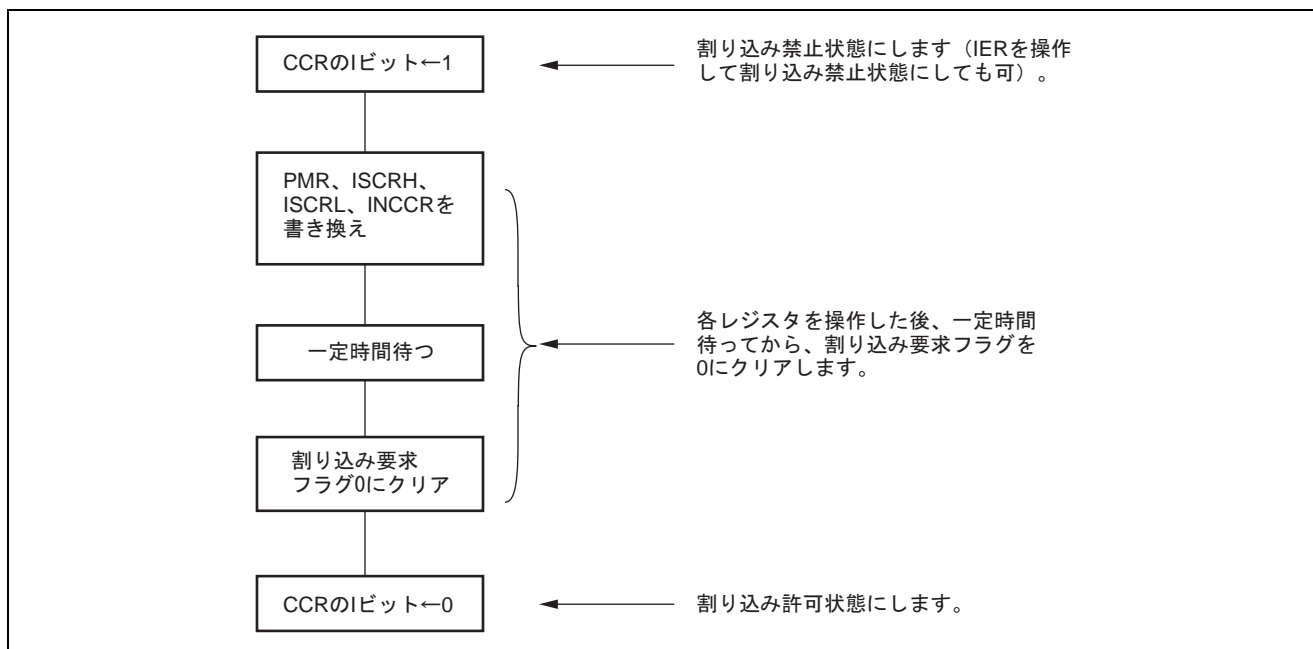 CCRのIビット←1
割り込み禁止状態にします（IERを操作
して割り込み禁止状態にしても可）。
PMR、ISCRH、
ISCRL、INCCRを
書き換え
一定時間待つ
各レジスタを操作した後、一定時間
待ってから、割り込み要求フラグを
0にクリアします。
割り込み要求
フラグ0にクリア
CCRのIビット←0
割り込み許可状態にします。